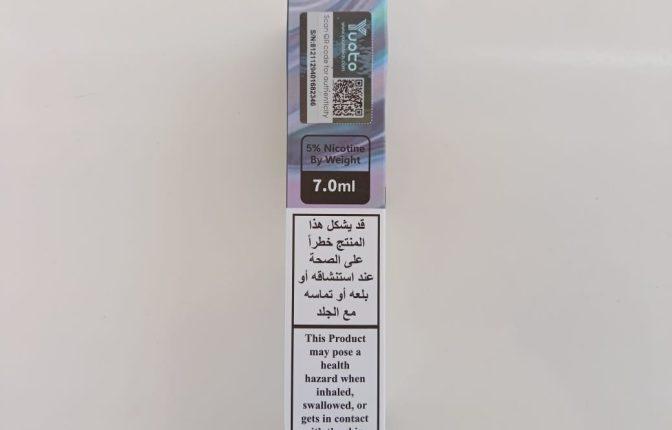 Yuoto
Scan QR code for authenticity
S/N:8121129401682346
5% Nicotine
By Weight
7.0ml
قد يشكل هذا
المنتج خطراً
على الصحة
عند استنشاقه أو
بلعه أو تماسه
مع الجلد
This Product
may pose a
health
hazard when
inhaled,
swallowed, or
gets in contact